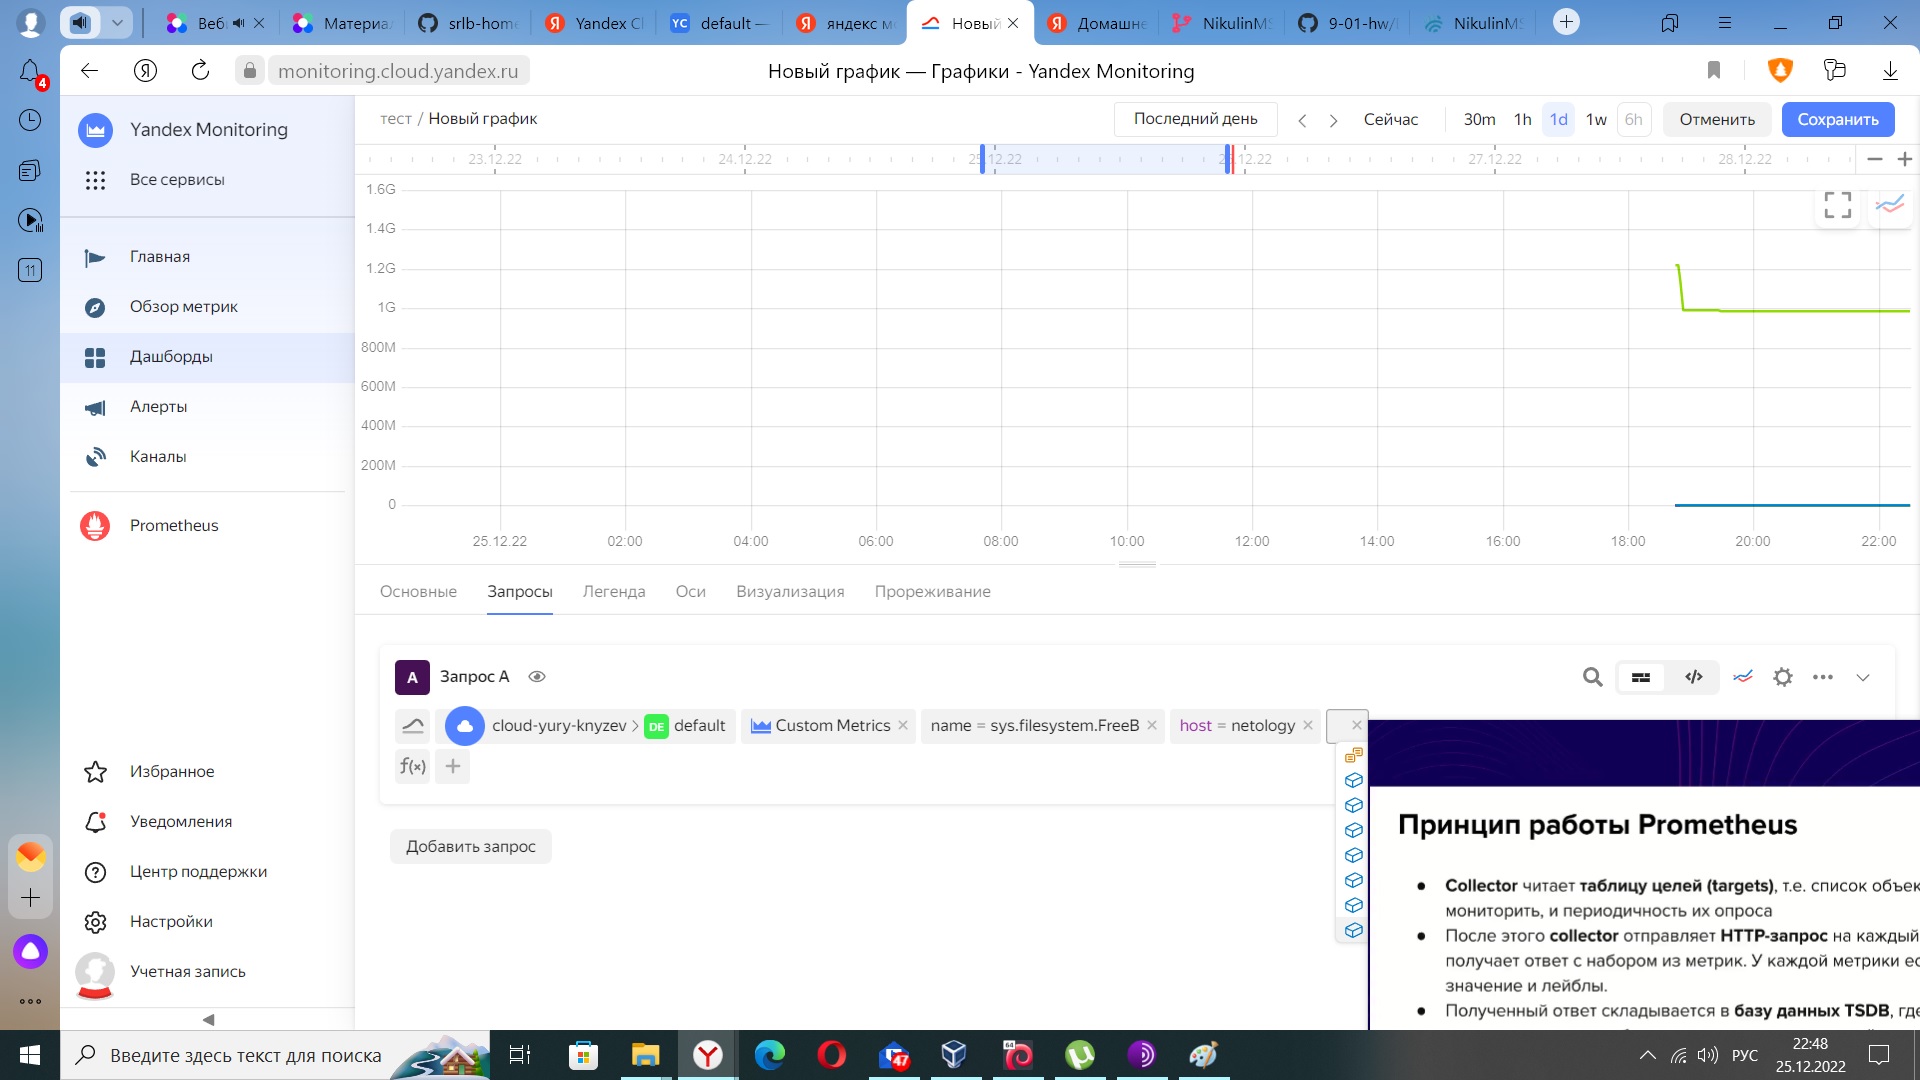 Веб
Материа
srlb-home
Yandex Cl
YC
default —
яндекс м
Новый
Домашне
NikulinMS
9-01-hw/
NikulinMS
4
monitoring.cloud.yandex.ru
Новый график — Графики - Yandex Monitoring
11
Yandex Monitoring
Все сервисы
Главная
Обзор метрик
Дашборды
Алерты
Каналы
Prometheus
Избранное
Уведомления
Центр поддержки
Настройки
Учетная запись
тест / Новый график
Последний день
Сейчас
30m 1h 1d 1w 6h
Отменить
Сохранить
23.12.22 24.12.22 25.12.22 26.12.22 27.12.22 28.12.22
1.6G
1.4G
1.2G
1G
800M
600M
400M
200M
0
25.12.22 02:00 04:00 06:00 08:00 10:00 12:00 14:00 16:00 18:00 20:00 22:00
Основные Запросы Легенда Оси Визуализация Прореживание
A Запрос A
cloud-yury-knyzev > DE default
Custom Metrics
name = sys.filesystem.FreeB
host = netology
f(x)
Добавить запрос
Принцип работы Prometheus
Collector читает таблицу целей (targets), т.е. список объек
мониторить, и периодичность их опроса
После этого collector отправляет HTTP-запрос на каждый
получает ответ с набором из метрик. У каждой метрики ес
значение и лейблы.
Полученный ответ складывается в базу данных TSDB, где
Введите здесь текст для поиска
47
64
РУС
22:48
25.12.2022